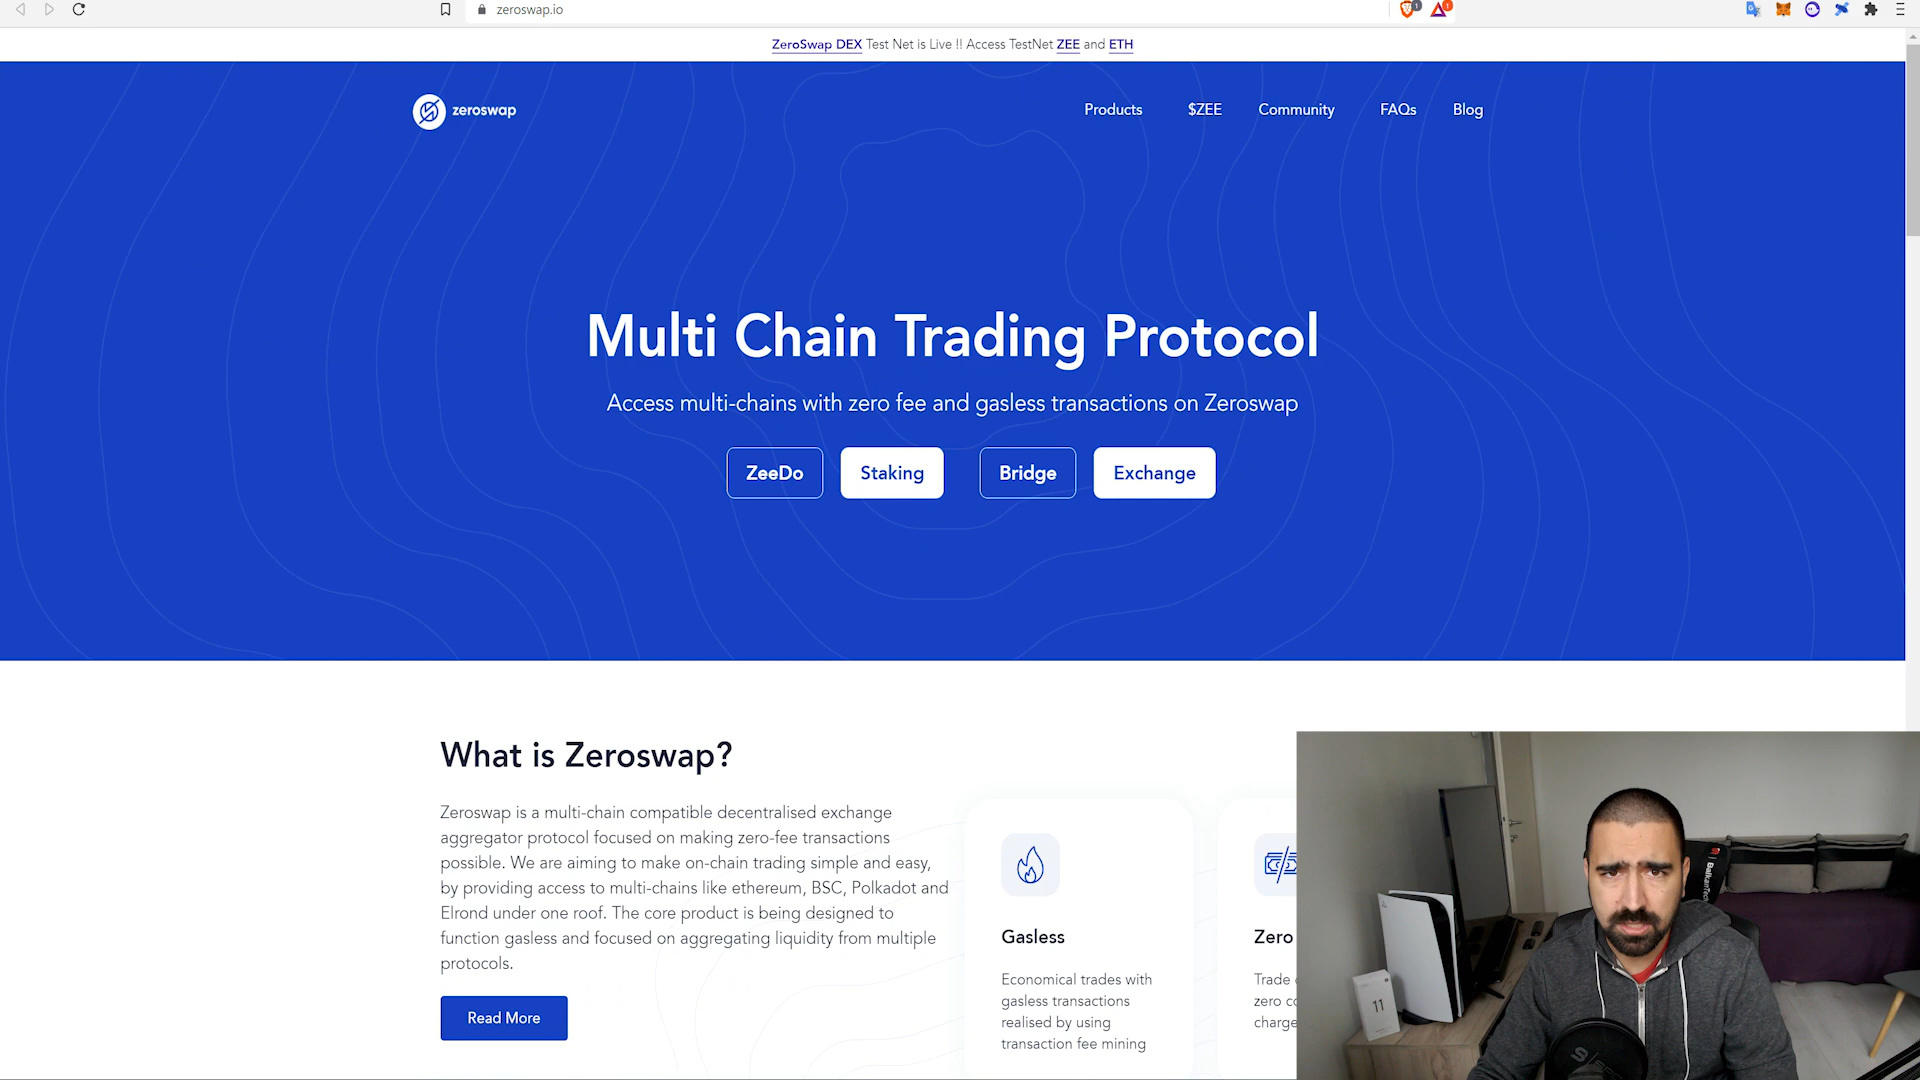 zeroswap.io
1
1
ZeroSwap DEX Test Net is Live !! Access TestNet ZEE and ETH
zeroswap
Products $ZEE Community FAQs Blog
Multi Chain Trading Protocol
Access multi-chains with zero fee and gasless transactions on Zeroswap
ZeeDo Staking Bridge Exchange
What is Zeroswap?
Zeroswap is a multi-chain compatible decentralised exchange
aggregator protocol focused on making zero-fee transactions
possible. We are aiming to make on-chain trading simple and easy,
by providing access to multi-chains like ethereum, BSC, Polkadot and
Elrond under one roof. The core product is being designed to
function gasless and focused on aggregating liquidity from multiple
protocols.
Read More
Gasless
Economical trades with
gasless transactions
realised by using
transaction fee mining
Zero
Trade
zero
charge
11